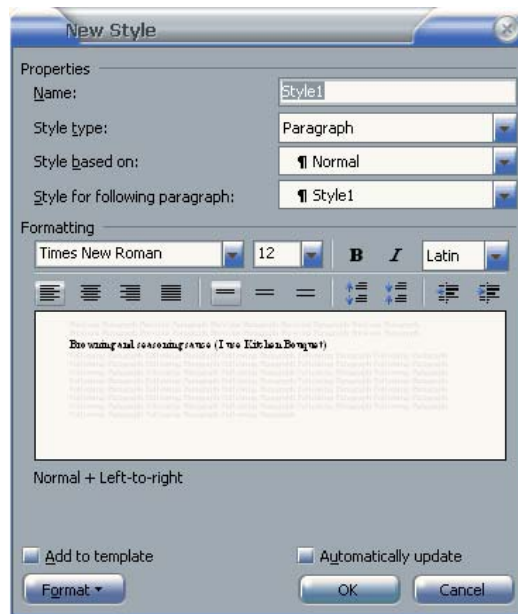 New Style
Properties
Name: Style1
Style type: Paragraph
Style based on: ¶ Normal
Style for following paragraph: ¶ Style1
Formatting
Times New Roman 12 B I Latin
Browning and seasoning sauce (I use Kitchen Bouquet)
Normal + Left-to-right
Add to template Automatically update
Format OK Cancel